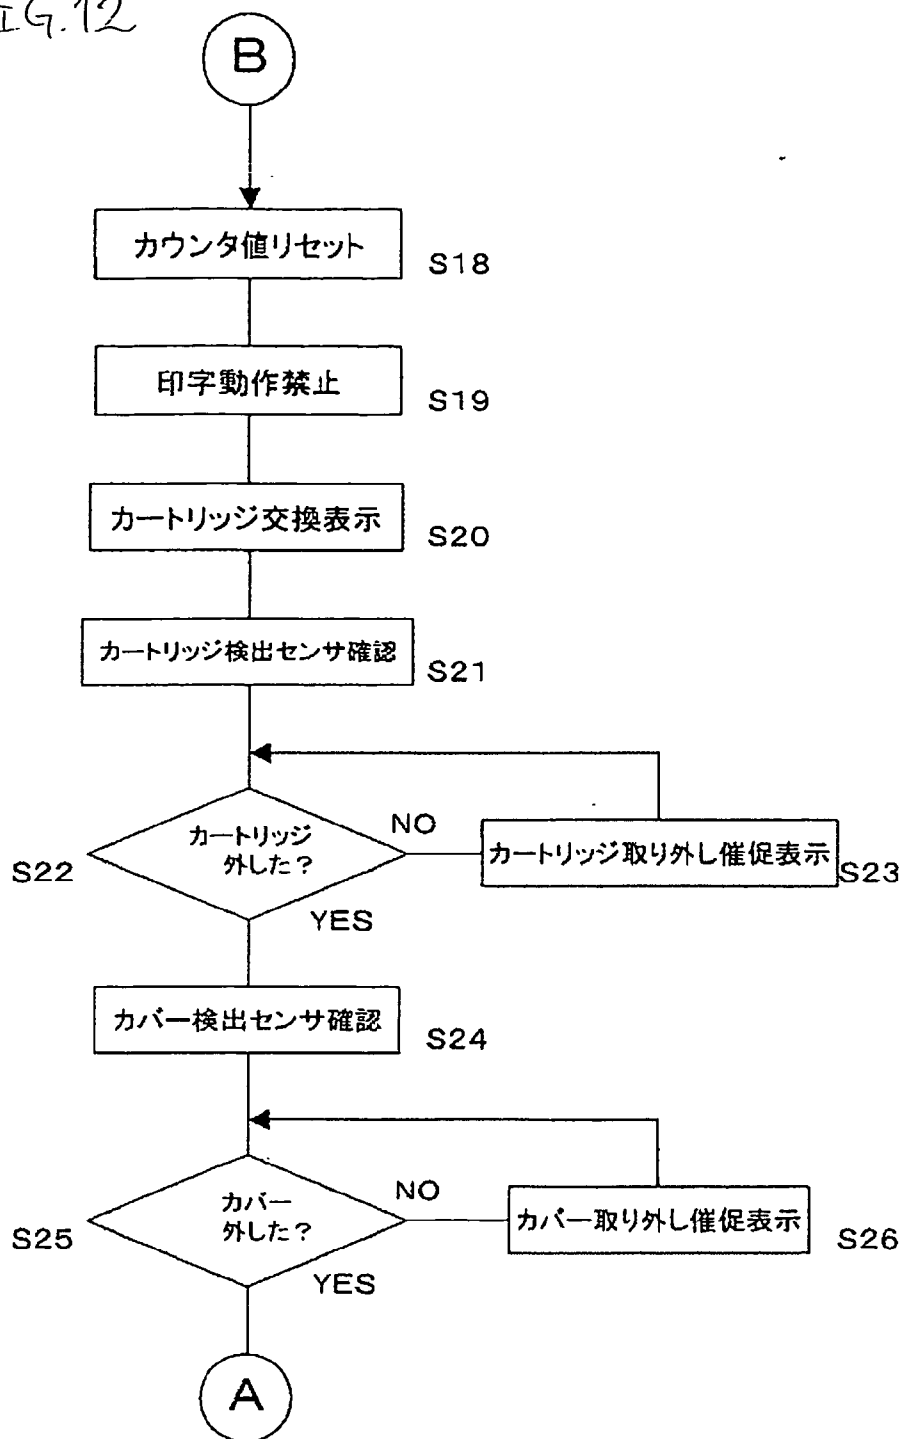 FIG.12
B
カウンタ値リセット
S18
印字動作禁止
S19
カートリッジ交換表示
S20
カートリッジ検出センサ確認
S21
カートリッジ
外した？
S22
NO
カートリッジ取り外し催促表示
S23
YES
カバー検出センサ確認
S24
カバー
外した？
S25
NO
カバー取り外し催促表示
S26
YES
A